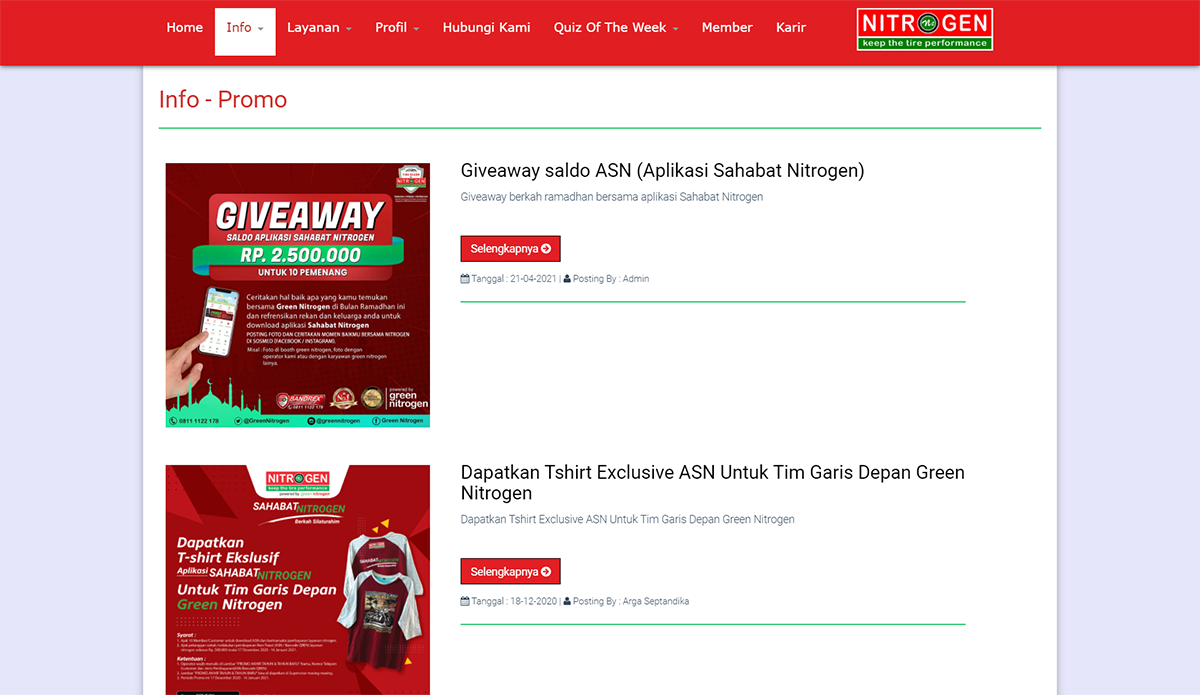 Home
Info
Layanan
Profil
Hubungi Kami
Quiz Of The Week
Member
Karir
NITROGEN
keep the tire performance
Info - Promo
GIVEAWAY
SALDO APLIKASI SAHABAT NITROGEN
RP. 2.500.000
UNTUK 10 PEMENANG
Ceritakan hal baik apa yang kamu temukan
bersama Green Nitrogen di Bulan Ramadhan ini
dan refrensikan rekan dan keluarga anda untuk
download aplikasi Sahabat Nitrogen
POSTING FOTO DAN CERITAKAN MOMEN BAIKMU BERSAMA NITROGEN
DI SOSMED (FACEBOOK / INSTAGRAM).
Misal : Foto di booth green nitrogen, foto dengan
operator kami atau dengan karyawan green nitrogen
lainya.
BANDREX
0811 1122 178
No.1
powered by
green
nitrogen
0811 1122 178
@GreenNitrogen
@greennitrogen
Green Nitrogen
Giveaway saldo ASN (Aplikasi Sahabat Nitrogen)
Giveaway berkah ramadhan bersama aplikasi Sahabat Nitrogen
Selengkapnya
Tanggal : 21-04-2021 | Posting By : Admin
NITROGEN
keep the tire performance
powered by green nitrogen
SAHABAT NITROGEN
Berkah Silaturahim
Dapatkan
T-shirt Ekslusif
Aplikasi SAHABAT NITROGEN
Untuk Tim Garis Depan
Green Nitrogen
Syarat :
Ketentuan :
Dapatkan Tshirt Exclusive ASN Untuk Tim Garis Depan Green
Nitrogen
Dapatkan Tshirt Exclusive ASN Untuk Tim Garis Depan Green Nitrogen
Selengkapnya
Tanggal : 18-12-2020 | Posting By : Arga Septandika